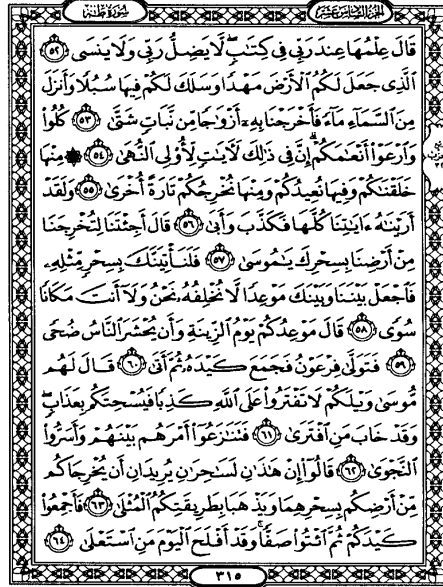 الجزء السادس عشر
سورة طه
قَالَ عِلْمُهَا عِندَ رَبِّى فِى كِتَٰبٍ لَّا يَضِلُّ رَبِّى وَلَا يَنسَى ٥٢
ٱلَّذِى جَعَلَ لَكُمُ ٱلْأَرْضَ مَهْدًا وَسَلَكَ لَكُمْ فِيهَا سُبُلًا وَأَنزَلَ
مِنَ ٱلسَّمَآءِ مَآءً فَأَخْرَجْنَا بِهِۦٓ أَزْوَٰجًا مِّن نَّبَاتٍ شَتَّىٰ ٥٣ كُلُوا۟
وَٱرْعَوْا۟ أَنْعَٰمَكُمْ ۗ إِنَّ فِى ذَٰلِكَ لَءَايَٰتٍ لِّأُو۟لِى ٱلنُّهَىٰ ٥٤ ۞ مِنْهَا
خَلَقْنَٰكُمْ وَفِيهَا نُعِيدُكُمْ وَمِنْهَا نُخْرِجُكُمْ تَارَةً أُخْرَىٰ ٥٥ وَلَقَدْ
أَرَيْنَٰهُ ءَايَٰتِنَا كُلَّهَا فَكَذَّبَ وَأَبَىٰ ٥٦ قَالَ أَجِئْتَنَا لِتُخْرِجَنَا
مِنْ أَرْضِنَا بِسِحْرِكَ يَٰمُوسَىٰ ٥٧ فَلَنَأْتِيَنَّكَ بِسِحْرٍ مِّثْلِهِۦ
فَٱجْعَلْ بَيْنَنَا وَبَيْنَكَ مَوْعِدًا لَّا نُخْلِفُهُۥ نَحْنُ وَلَآ أَنتَ مَكَانًا
سُوًى ٥٨ قَالَ مَوْعِدُكُمْ يَوْمُ ٱلزِّينَةِ وَأَن يُحْشَرَ ٱلنَّاسُ ضُحًى
٥٩ فَتَوَلَّىٰ فِرْعَوْنُ فَجَمَعَ كَيْدَهُۥ ثُمَّ أَتَىٰ ٦٠ قَالَ لَهُم
مُّوسَىٰ وَيْلَكُمْ لَا تَفْتَرُوا۟ عَلَى ٱللَّهِ كَذِبًا فَيُسْحِتَكُم بِعَذَابٍ
وَقَدْ خَابَ مَنِ ٱفْتَرَىٰ ٦١ فَتَنَٰزَعُوٓا۟ أَمْرَهُم بَيْنَهُمْ وَأَسَرُّوا۟
ٱلنَّجْوَىٰ ٦٢ قَالُوٓا۟ إِنْ هَٰذَٰنِ لَسَٰحِرَٰنِ يُرِيدَانِ أَن يُخْرِجَاكُم
مِّنْ أَرْضِكُم بِسِحْرِهِمَا وَيَذْهَبَا بِطَرِيقَتِكُمُ ٱلْمُثْلَىٰ ٦٣ فَأَجْمِعُوا۟
كَيْدَكُمْ ثُمَّ ٱئْتُوا۟ صَفًّا ۚ وَقَدْ أَفْلَحَ ٱلْيَوْمَ مَنِ ٱسْتَعْلَىٰ ٦٤
٣١٥